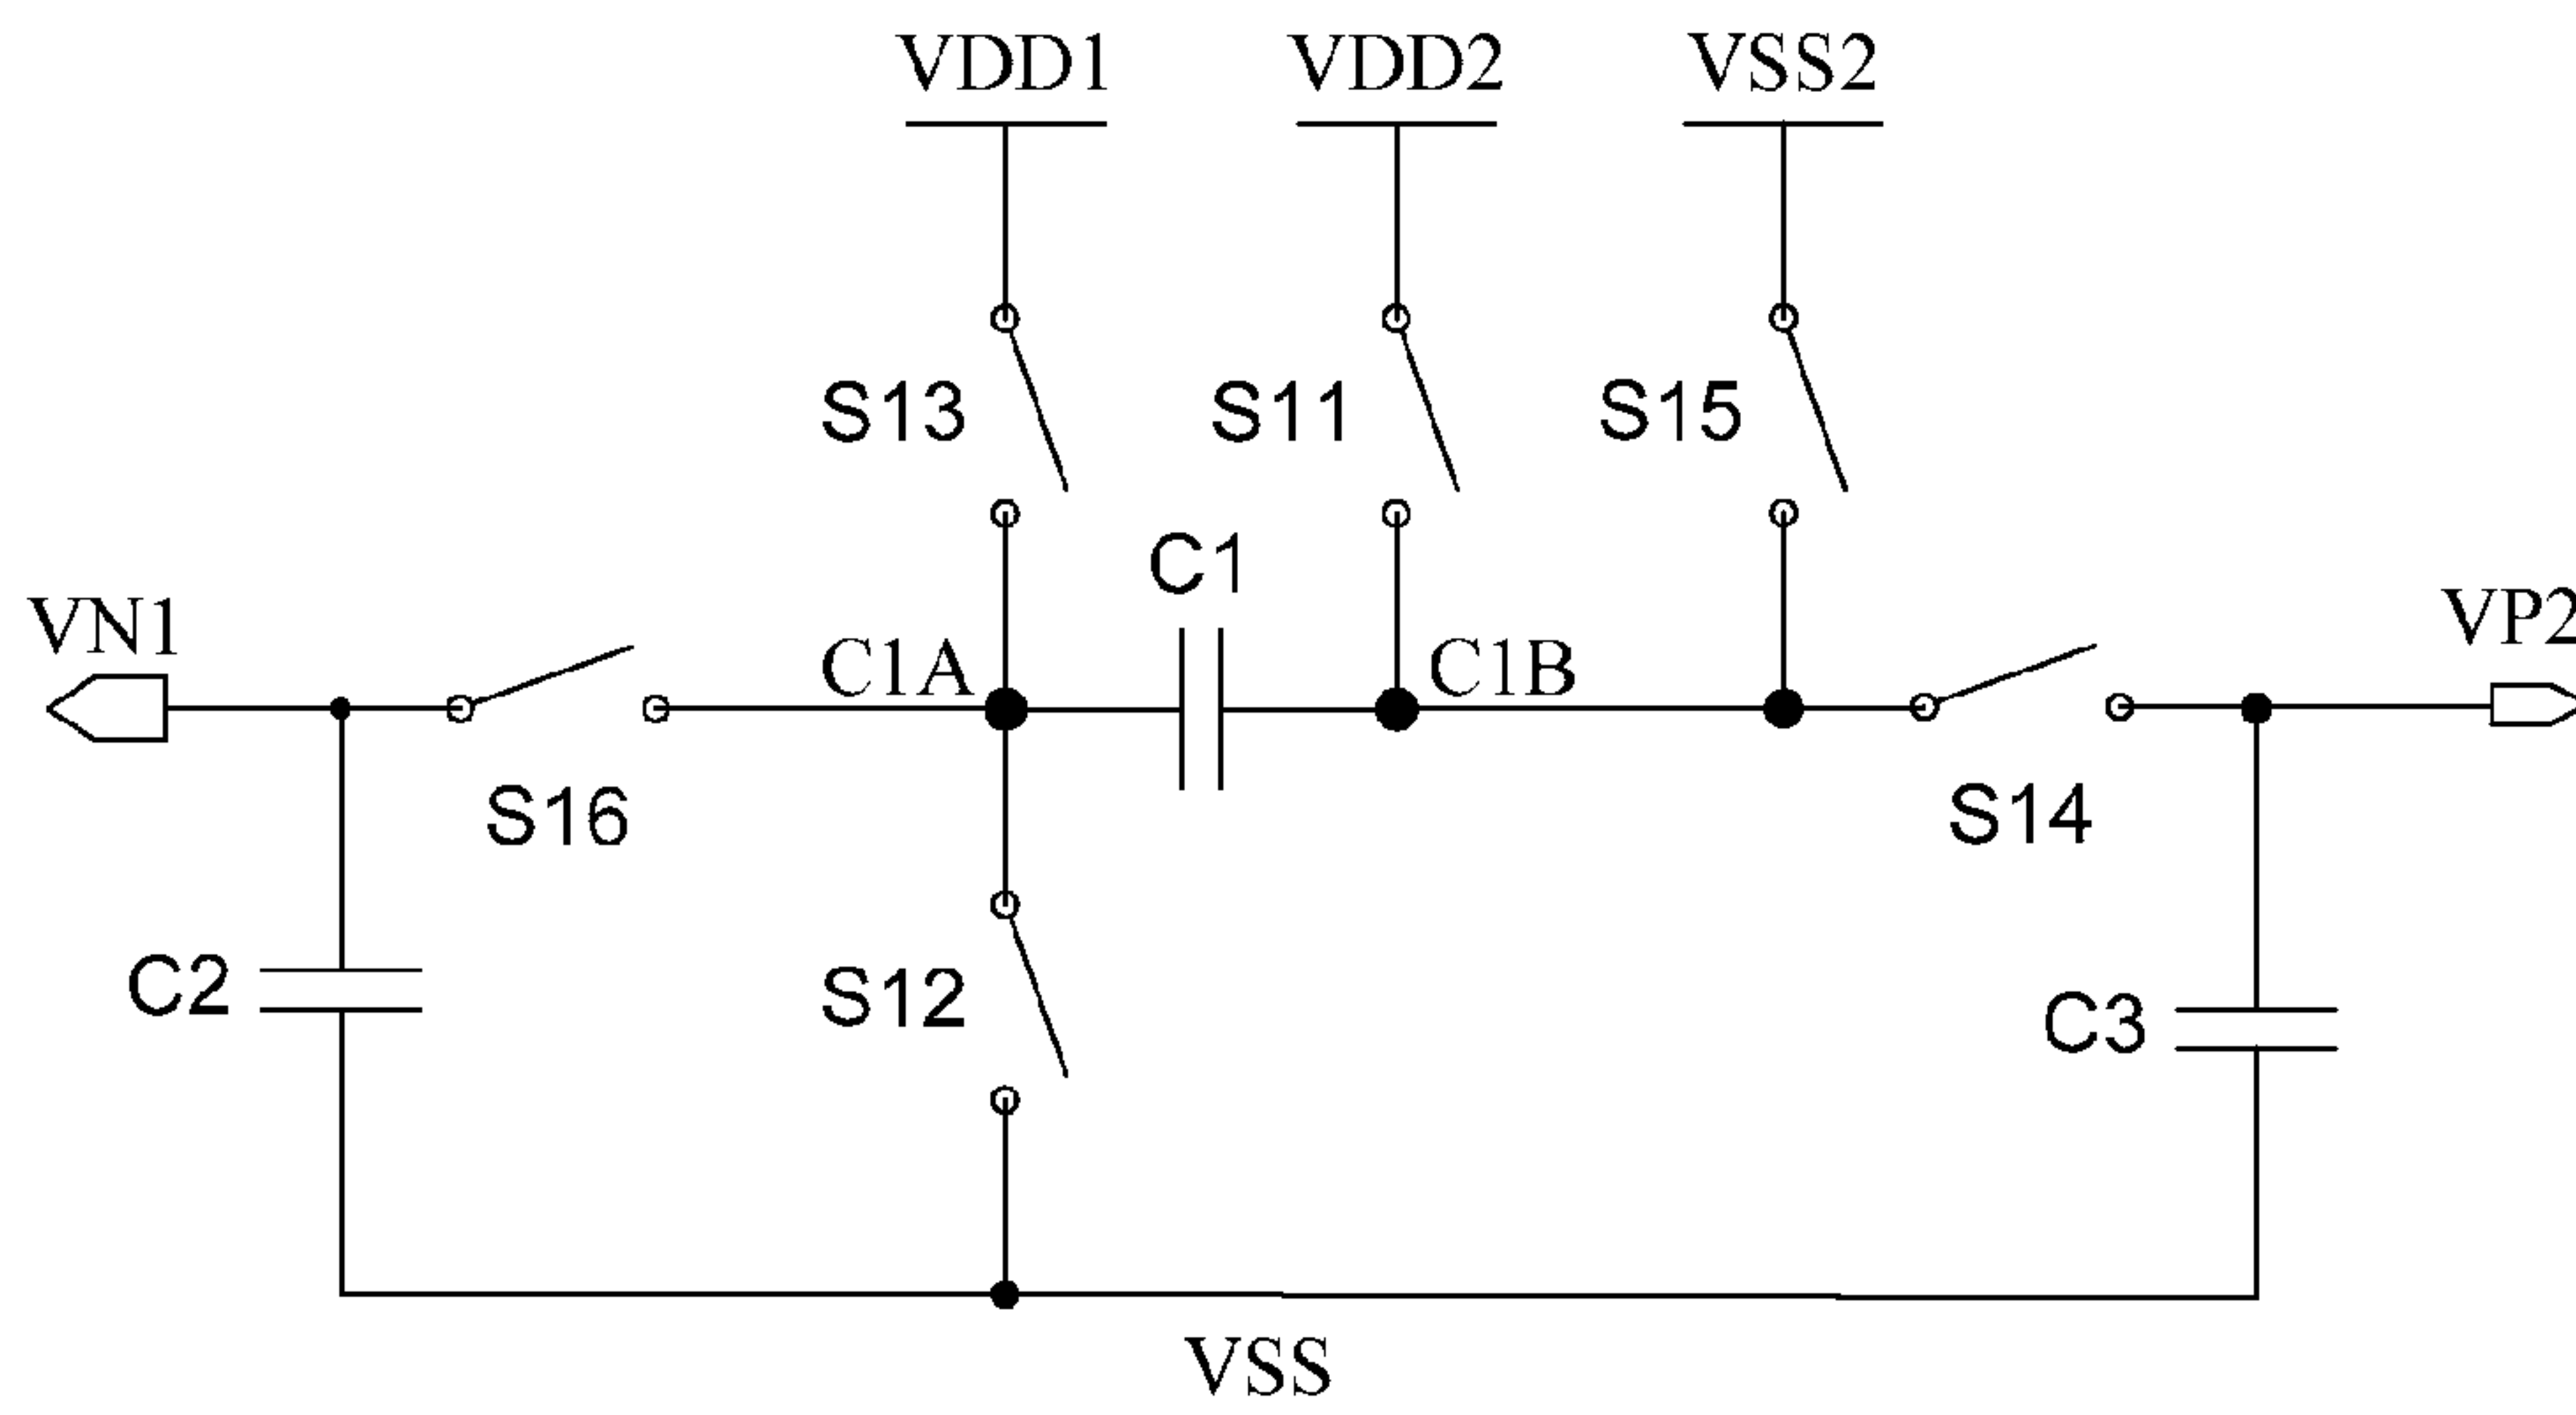 VDD1 VDD2 VSS2
S13 S11 S15
C1
VN1 C1A C1B VP2
S16 S14
C2 S12 C3
VSS